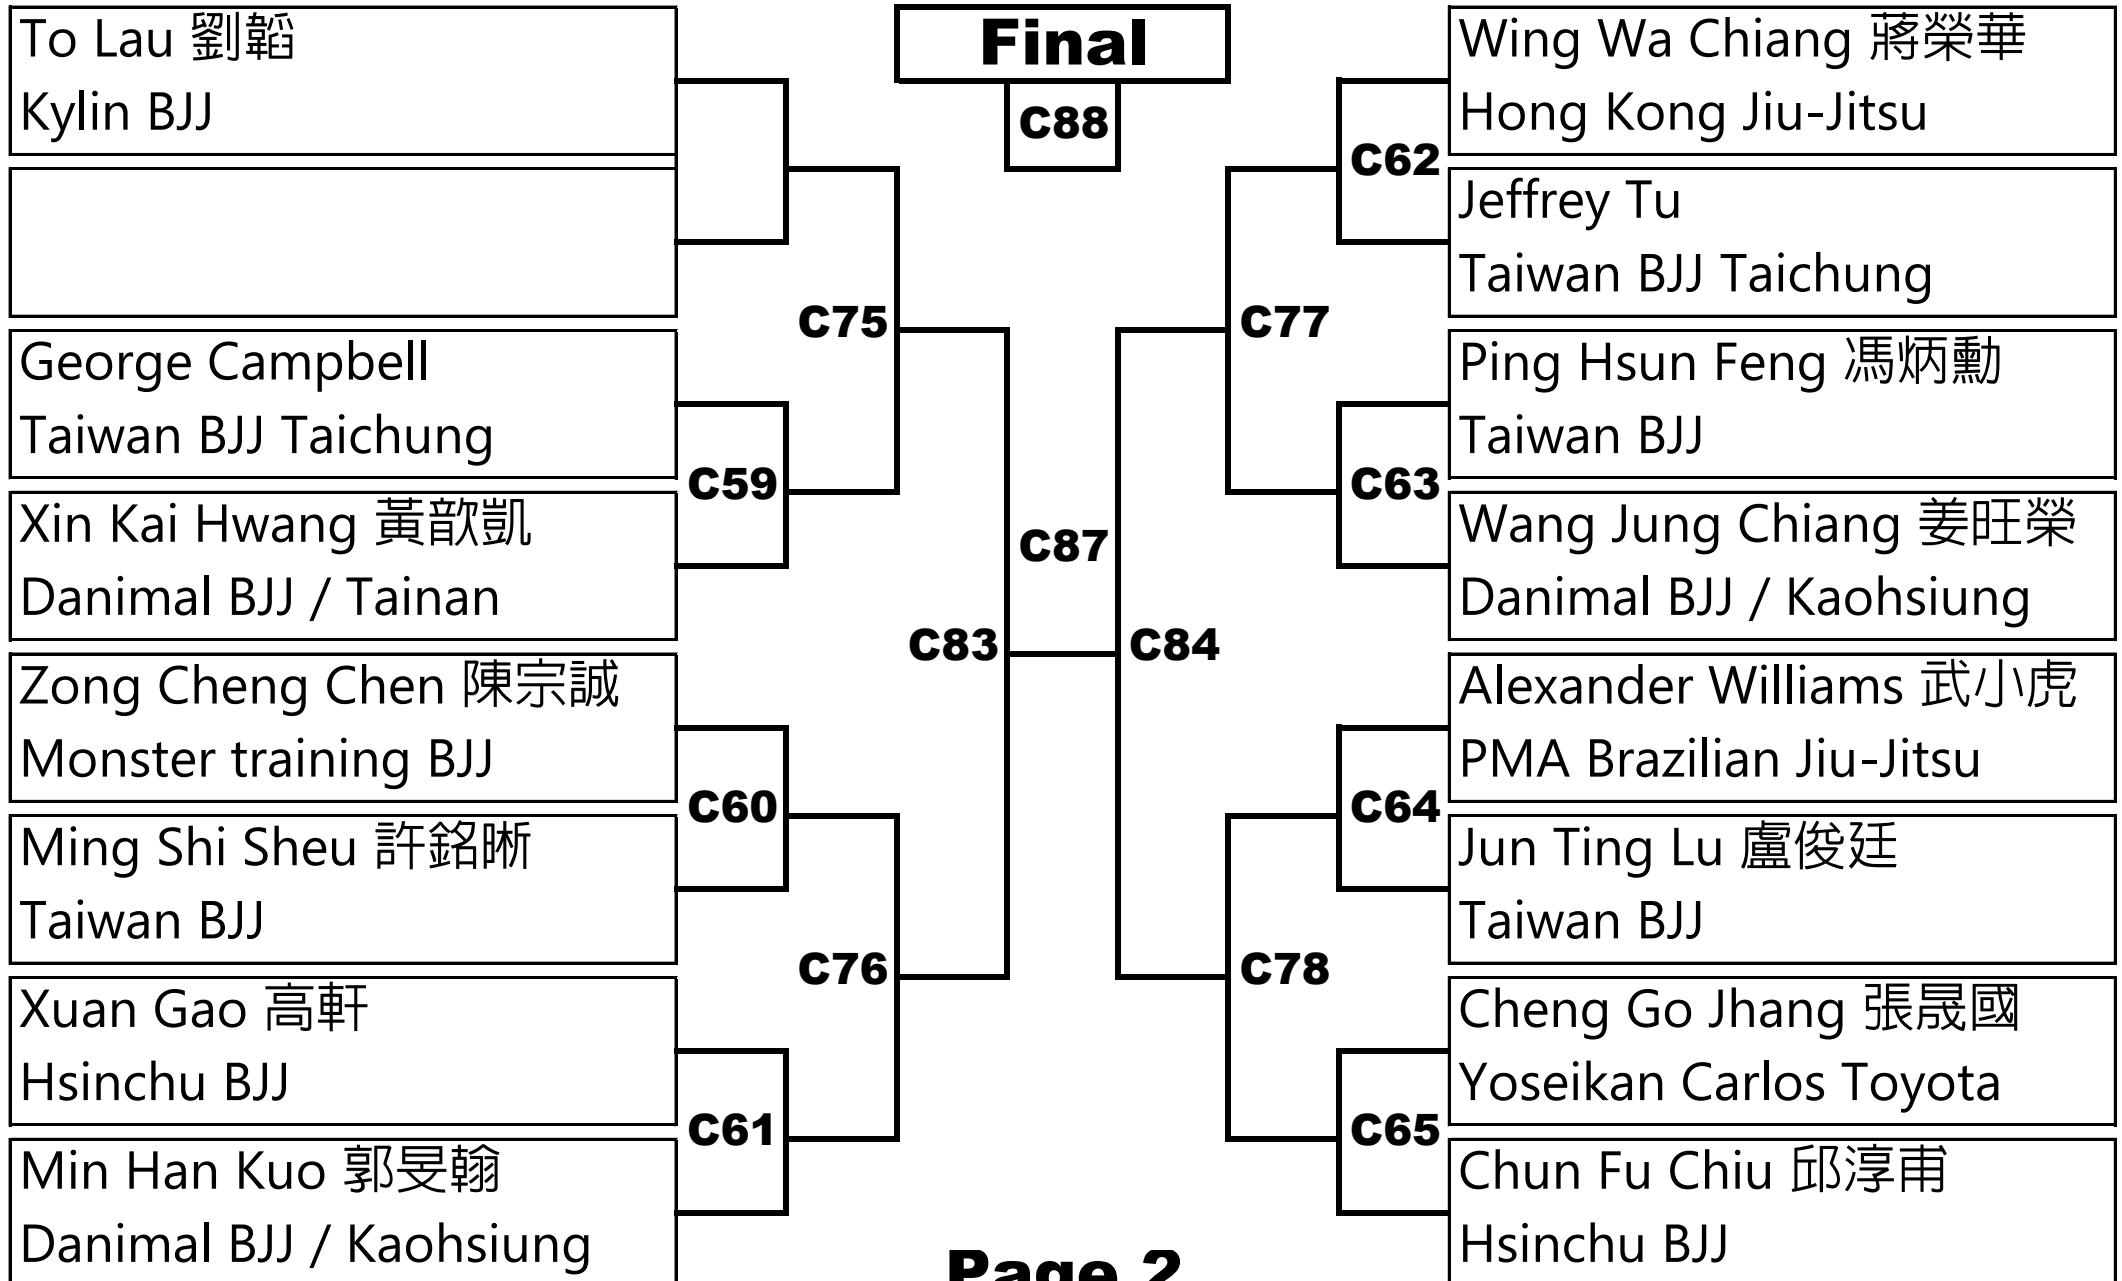 To Lau 劉韜
Kylin BJJ
George Campbell
Taiwan BJJ Taichung
Xin Kai Hwang 黃歆凱
Danimal BJJ / Tainan
Zong Cheng Chen 陳宗誠
Monster training BJJ
Ming Shi Sheu 許銘晰
Taiwan BJJ
Xuan Gao 高軒
Hsinchu BJJ
Min Han Kuo 郭旻翰
Danimal BJJ / Kaohsiung
C59
C60
C61
C75
C76
C83
Final
C88
C87
C84
C77
C78
C62
C63
C64
C65
Wing Wa Chiang 蔣榮華
Hong Kong Jiu-Jitsu
Jeffrey Tu
Taiwan BJJ Taichung
Ping Hsun Feng 馮炳勳
Taiwan BJJ
Wang Jung Chiang 姜旺榮
Danimal BJJ / Kaohsiung
Alexander Williams 武小虎
PMA Brazilian Jiu-Jitsu
Jun Ting Lu 盧俊廷
Taiwan BJJ
Cheng Go Jhang 張晟國
Yoseikan Carlos Toyota
Chun Fu Chiu 邱淳甫
Hsinchu BJJ
Page 2